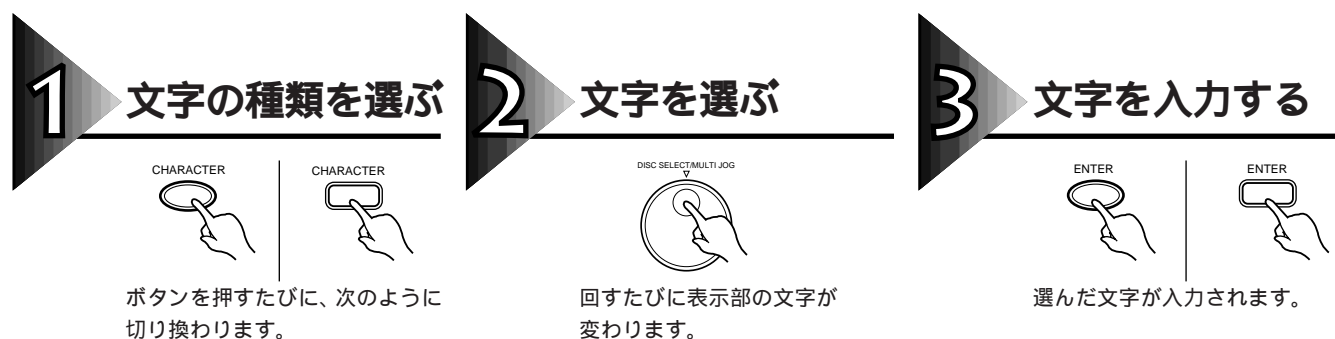 1 文字の種類を選ぶ
CHARACTER
CHARACTER
ボタンを押すたびに、次のように
切り換わります。
2 文字を選ぶ
DISC SELECT/MULTI JOG
回すたびに表示部の文字が
変わります。
3 文字を入力する
ENTER
ENTER
選んだ文字が入力されます。